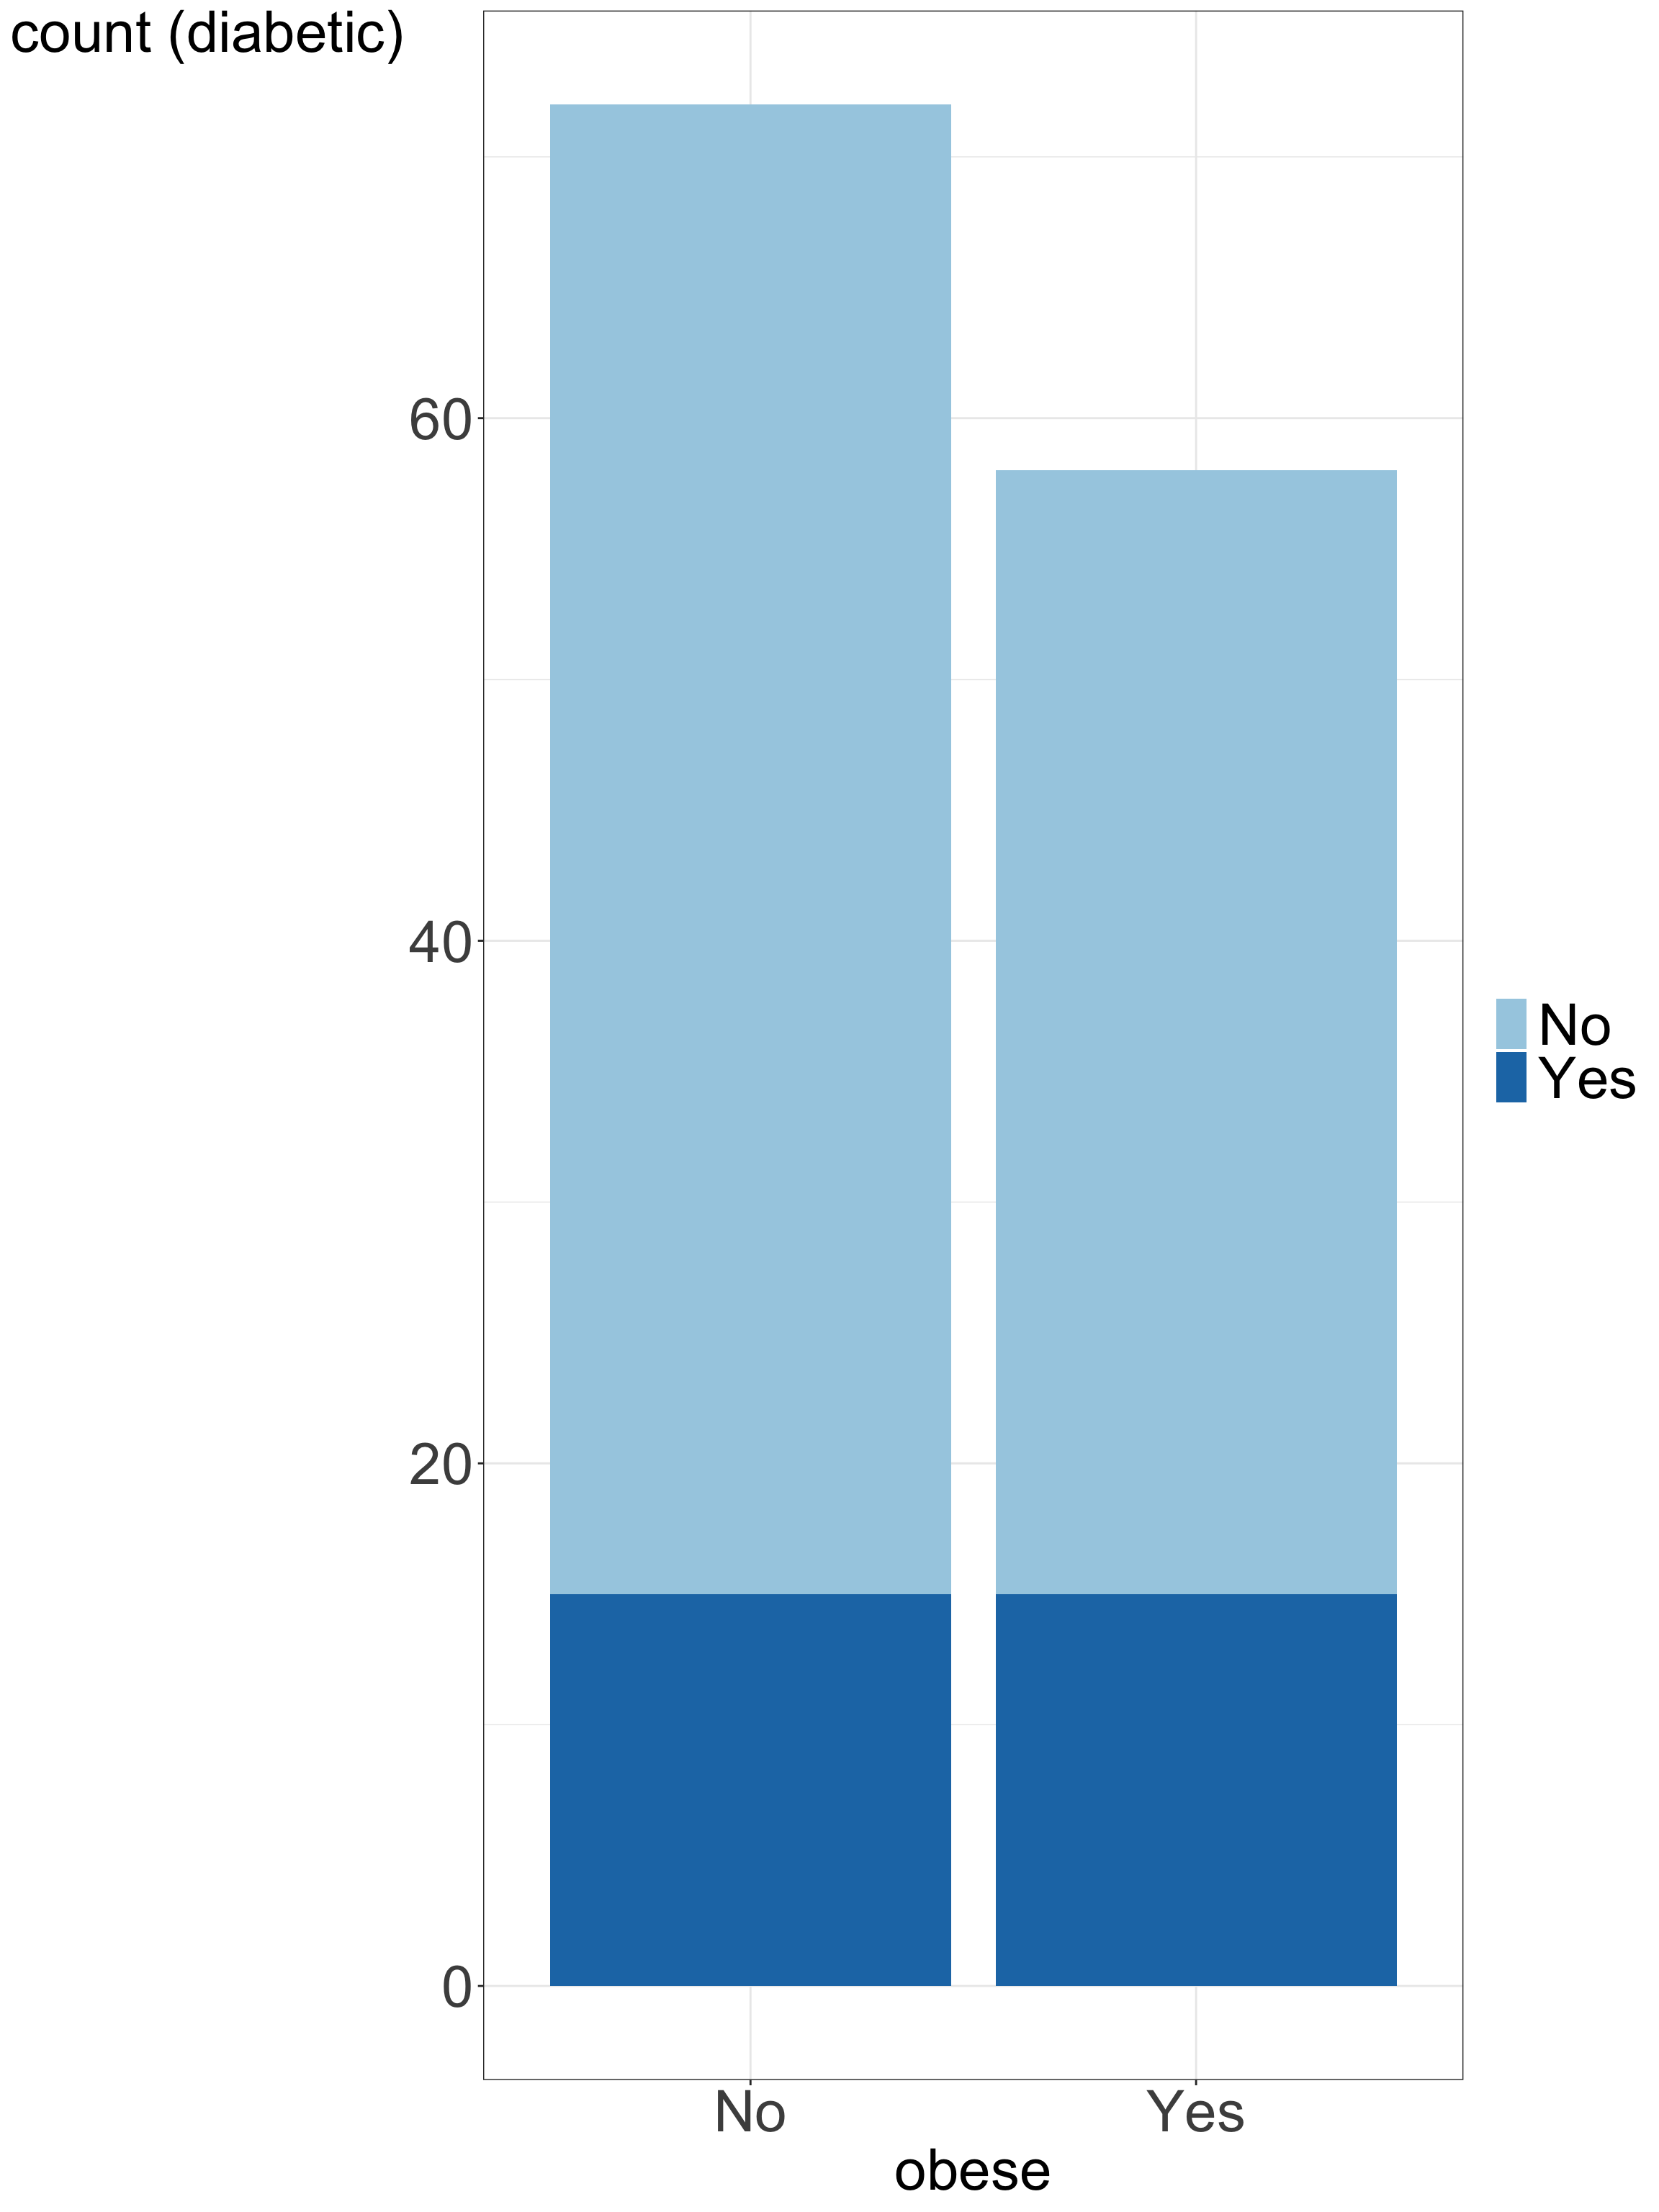 count (diabetic)
60
40
20
0
No
Yes
obese
No
Yes